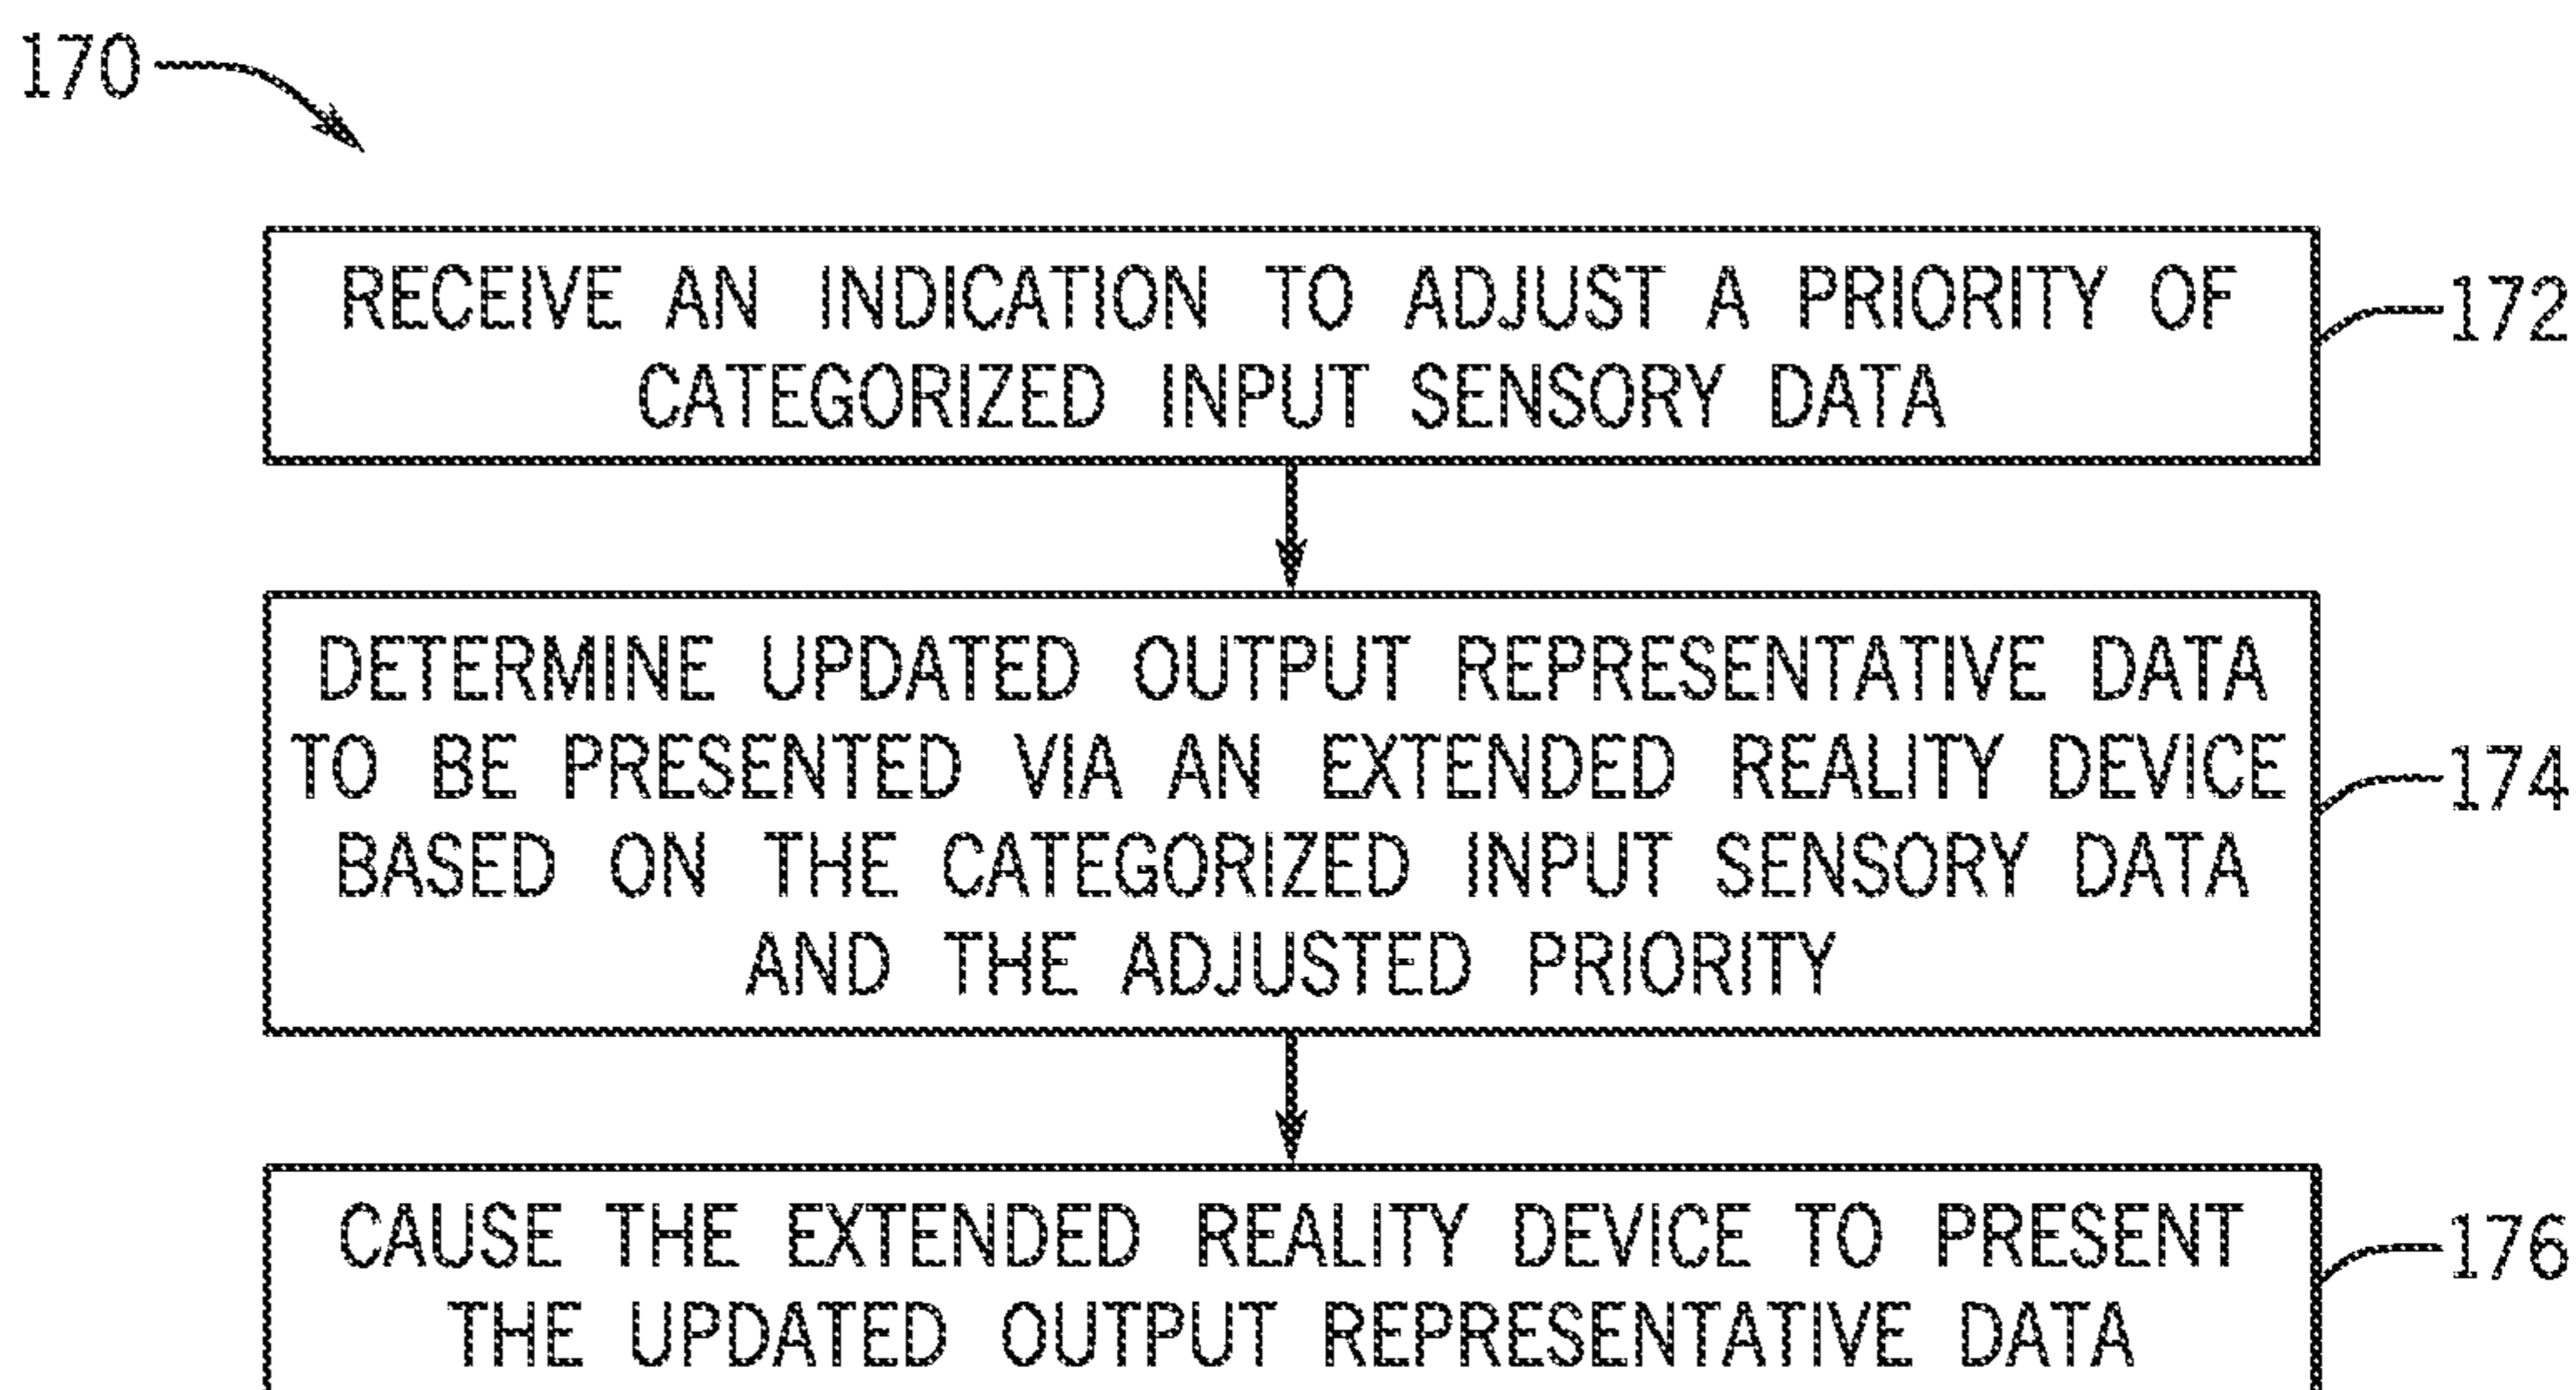 170
RECEIVE AN INDICATION TO ADJUST A PRIORITY OF
CATEGORIZED INPUT SENSORY DATA
172
DETERMINE UPDATED OUTPUT REPRESENTATIVE DATA
TO BE PRESENTED VIA AN EXTENDED REALITY DEVICE
BASED ON THE CATEGORIZED INPUT SENSORY DATA
AND THE ADJUSTED PRIORITY
174
CAUSE THE EXTENDED REALITY DEVICE TO PRESENT
THE UPDATED OUTPUT REPRESENTATIVE DATA
176